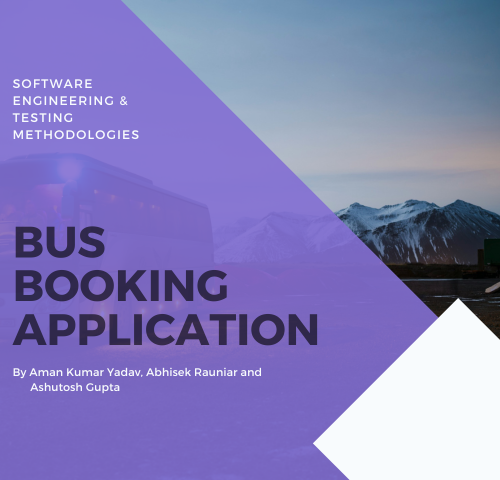 SOFTWARE
ENGINEERING &
TESTING
METHODOLOGIES
BUS
BOOKING
APPLICATION
By Aman Kumar Yadav, Abhisek Rauniar and
Ashutosh Gupta